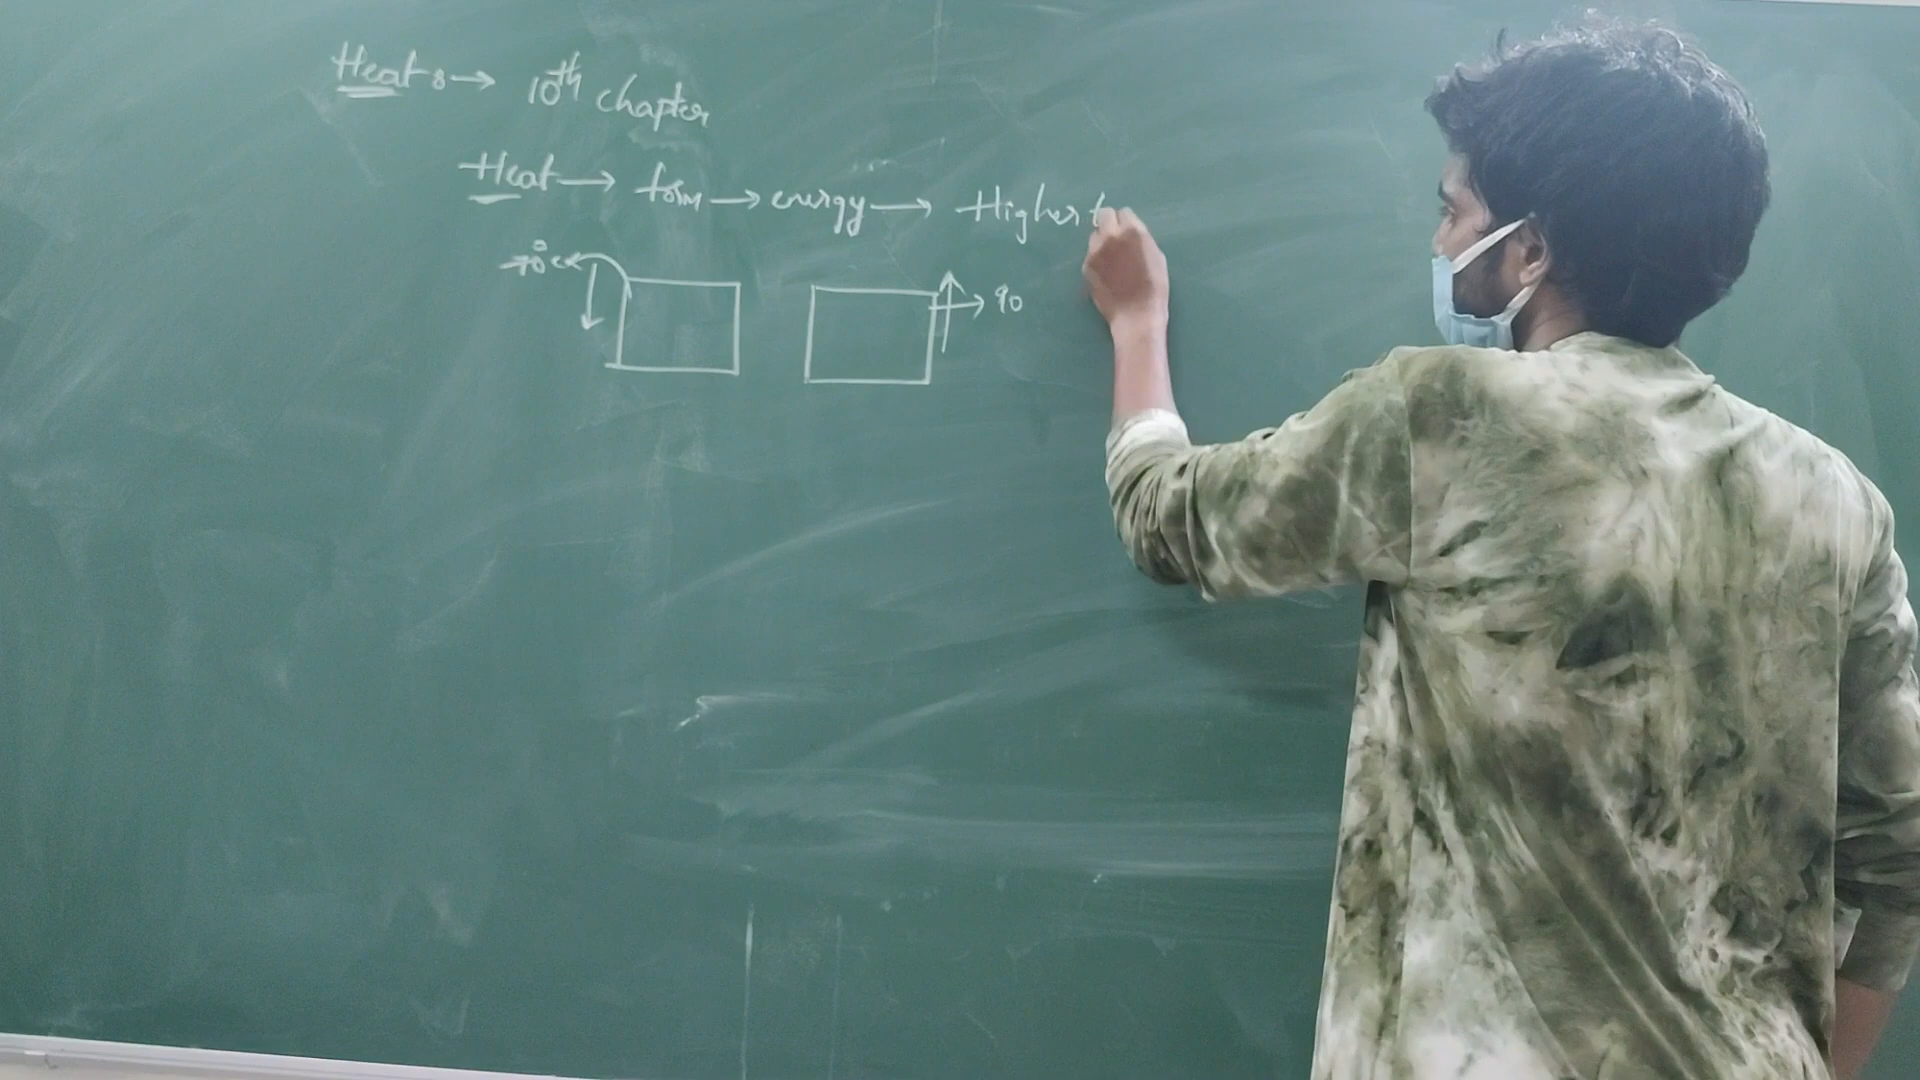 Heat :→ 10th chapter
Heat → form → energy → Higher t
70°c
90